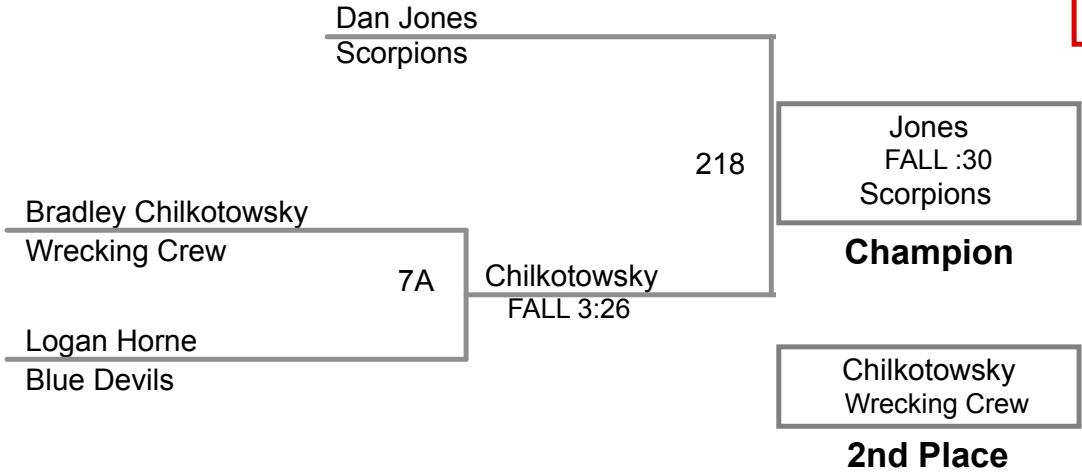 Dan Jones
Scorpions
Jones
FALL :30
Scorpions
218
Bradley Chilkotowsky
Wrecking Crew
Champion
7A
Chilkotowsky
FALL 3:26
Logan Horne
Blue Devils
Chilkotowsky
Wrecking Crew
2nd Place